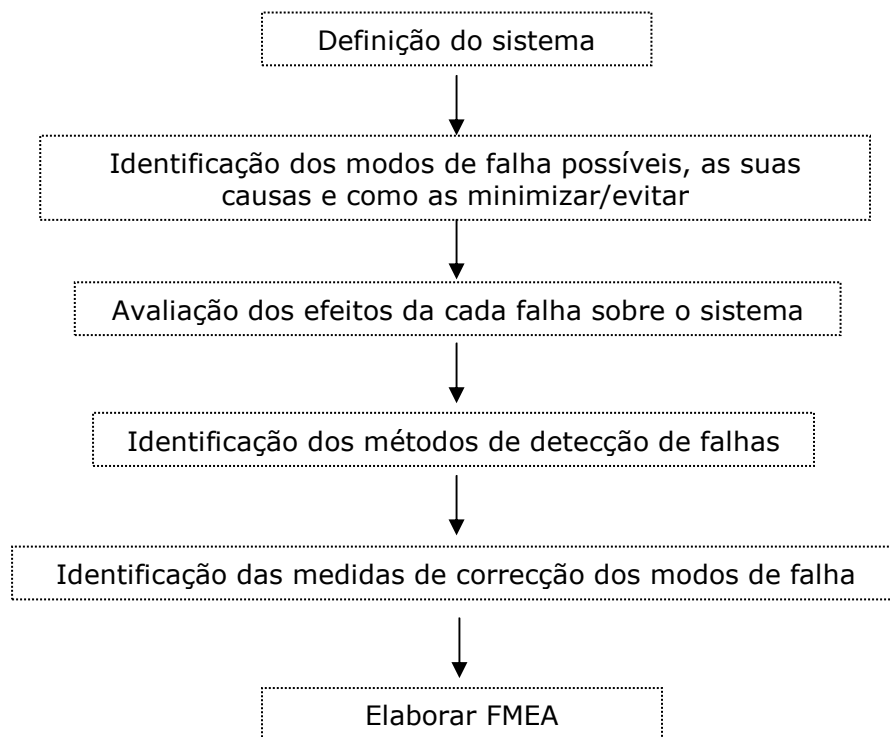 Definição do sistema
Identificação dos modos de falha possíveis, as suas
causas e como as minimizar/evitar
Avaliação dos efeitos da cada falha sobre o sistema
Identificação dos métodos de detecção de falhas
Identificação das medidas de correcção dos modos de falha
Elaborar FMEA